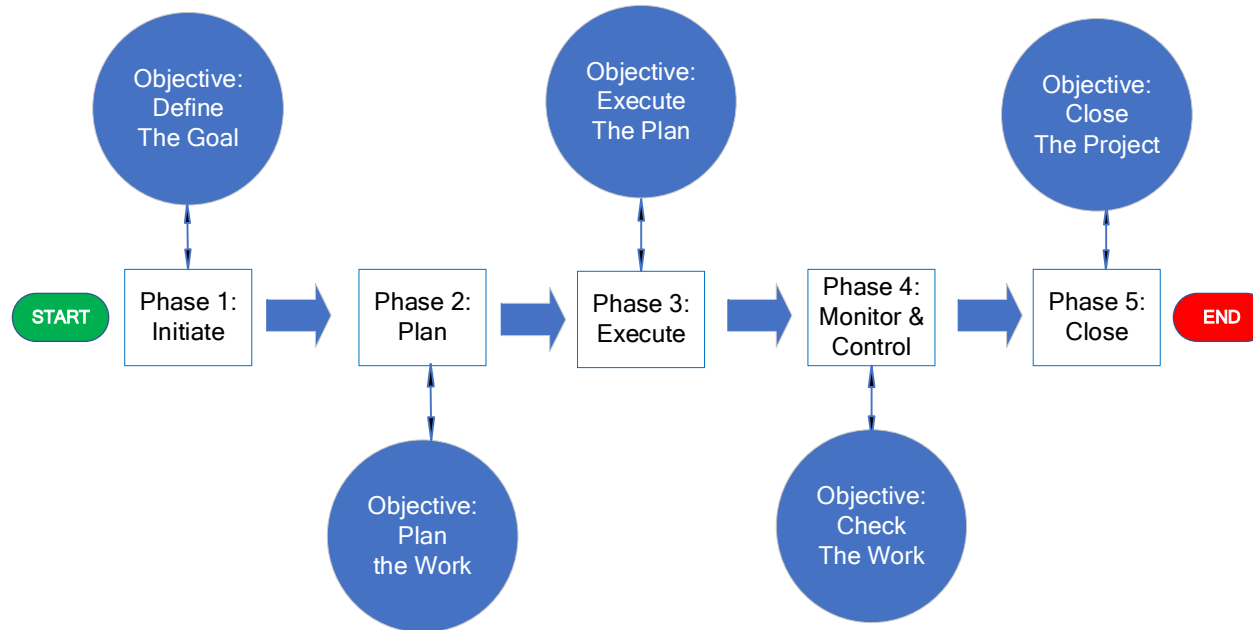 Objective:
Define
The Goal
Objective:
Execute
The Plan
Objective:
Close
The Project
START
Phase 1:
Initiate
Phase 2:
Plan
Phase 3:
Execute
Phase 4:
Monitor &
Control
Phase 5:
Close
END
Objective:
Plan
the Work
Objective:
Check
The Work